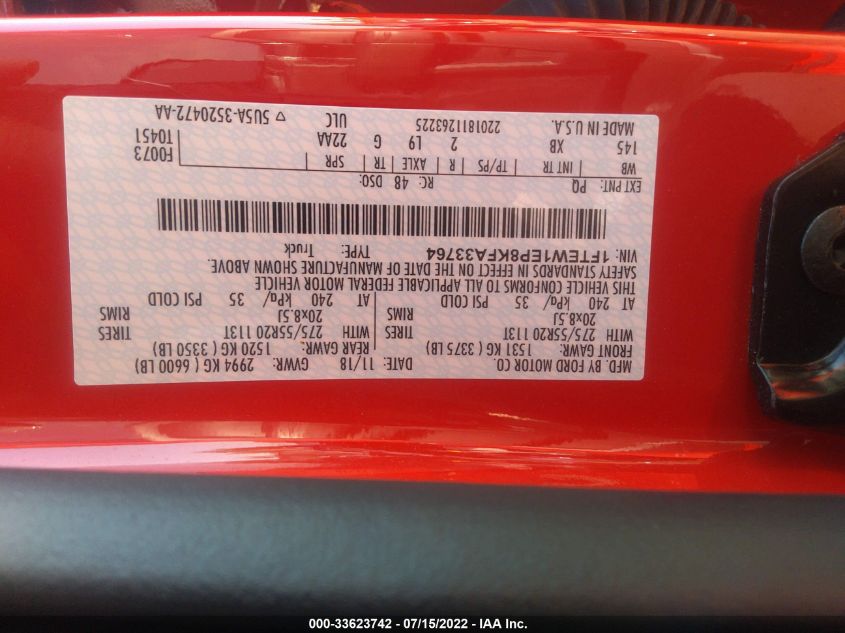 MFD. BY FORD MOTOR CO.
DATE: 11/18 GVWR: 2994 KG ( 6600 LB)
FRONT GAWR: 1531 KG ( 3375 LB) REAR GAWR: 1520 KG ( 3350 LB)
WITH 275/55R20 113T TIRES WITH 275/55R20 113T TIRES
20x8.5J RIMS 20x8.5J RIMS
AT 240 kPa/ 35 PSI COLD AT 240 kPa/ 35 PSI COLD
THIS VEHICLE CONFORMS TO ALL APPLICABLE FEDERAL MOTOR VEHICLE
SAFETY STANDARDS IN EFFECT ON THE DATE OF MANUFACTURE SHOWN ABOVE.
VIN: 1FTEW1EP8KFA33764 TYPE: Truck
EXT PNT: PQ RC: 48 DSO:
WB INT TR TP/PS R AXLE TR SPR F0073
145 XB 2 L9 G 22AA T0451
MADE IN U.S.A. 2201811263225 ULC ▽ 5U5A-3520472-AA
000-33623742 - 07/15/2022 - IAA Inc.